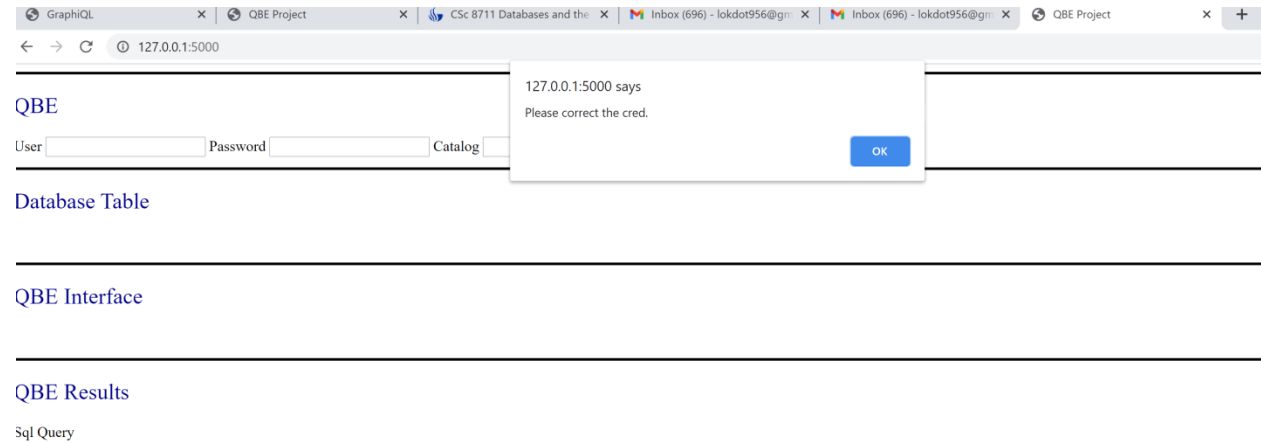 GraphiQL
QBE Project
CSc 8711 Databases and the
Inbox (696) - lokdot956@gm
Inbox (696) - lokdot956@gm
QBE Project
127.0.0.1:5000
127.0.0.1:5000 says
Please correct the cred.
OK
QBE
User Password Catalog
Database Table
QBE Interface
QBE Results
Sql Query